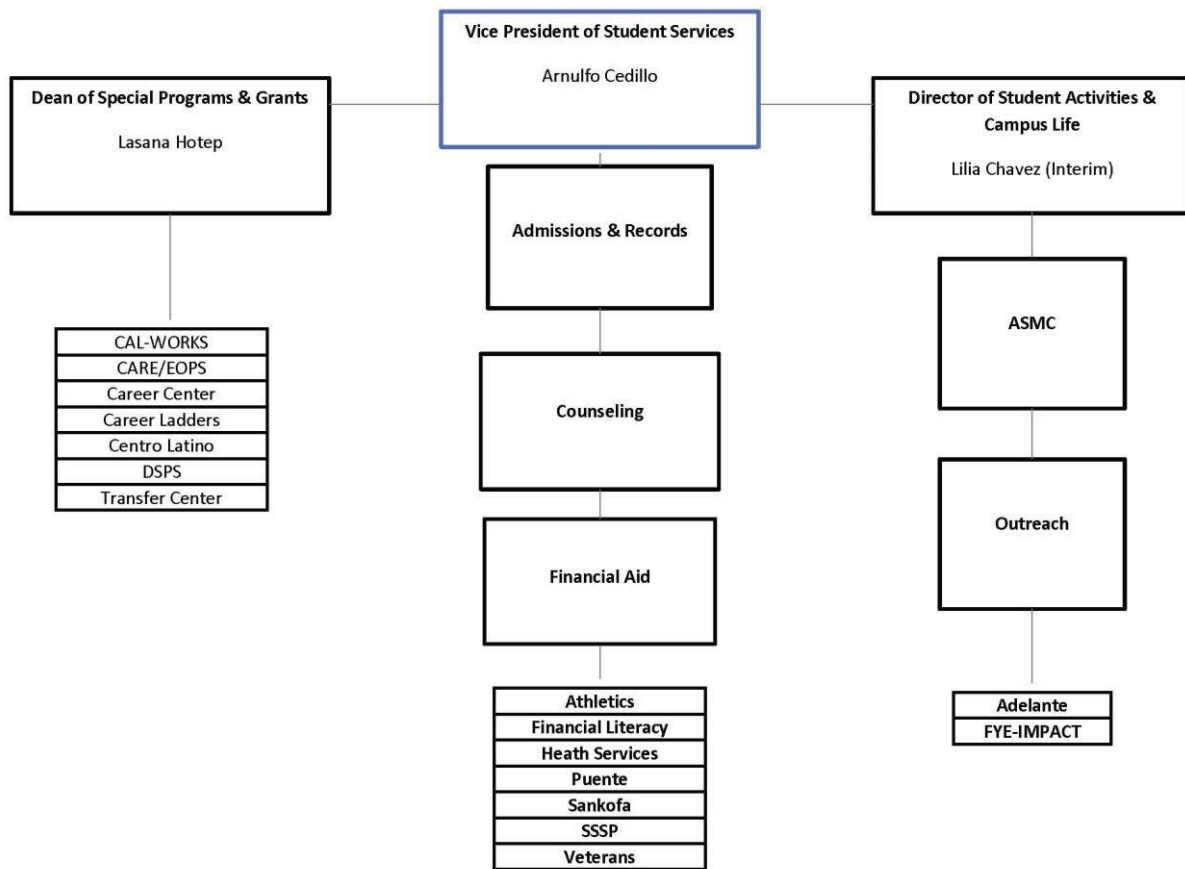 Vice President of Student Services
Arnulfo Cedillo
Dean of Special Programs & Grants
Lasana Hotep
Director of Student Activities &
Campus Life
Lilia Chavez (Interim)
Admissions & Records
Counseling
Financial Aid
ASMC
Outreach
CAL-WORKS
CARE/EOPS
Career Center
Career Ladders
Centro Latino
DSPS
Transfer Center
Athletics
Financial Literacy
Heath Services
Puente
Sankofa
SSSP
Veterans
Adelante
FYE-IMPACT